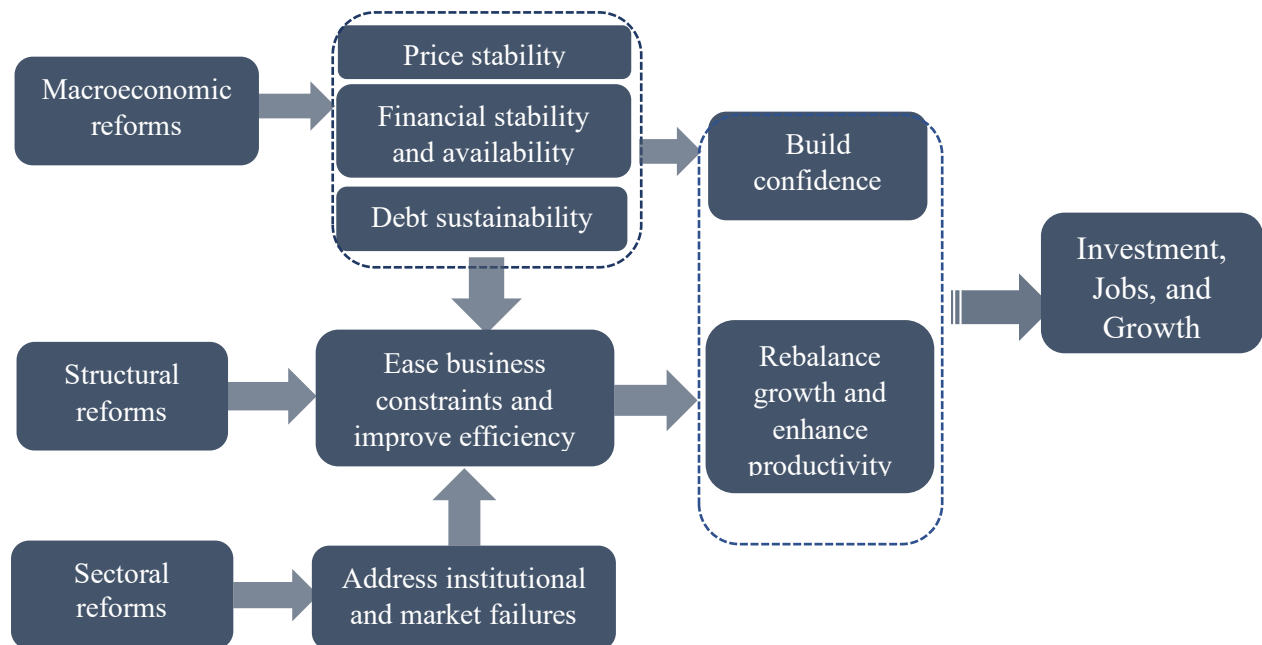 Price stability
Macroeconomic
reforms
Financial stability
and availability
Debt sustainability
Build
confidence
Investment,
Jobs, and
Growth
Structural
reforms
Ease business
constraints and
improve efficiency
Rebalance
growth and
enhance
productivity
Sectoral
reforms
Address institutional
and market failures